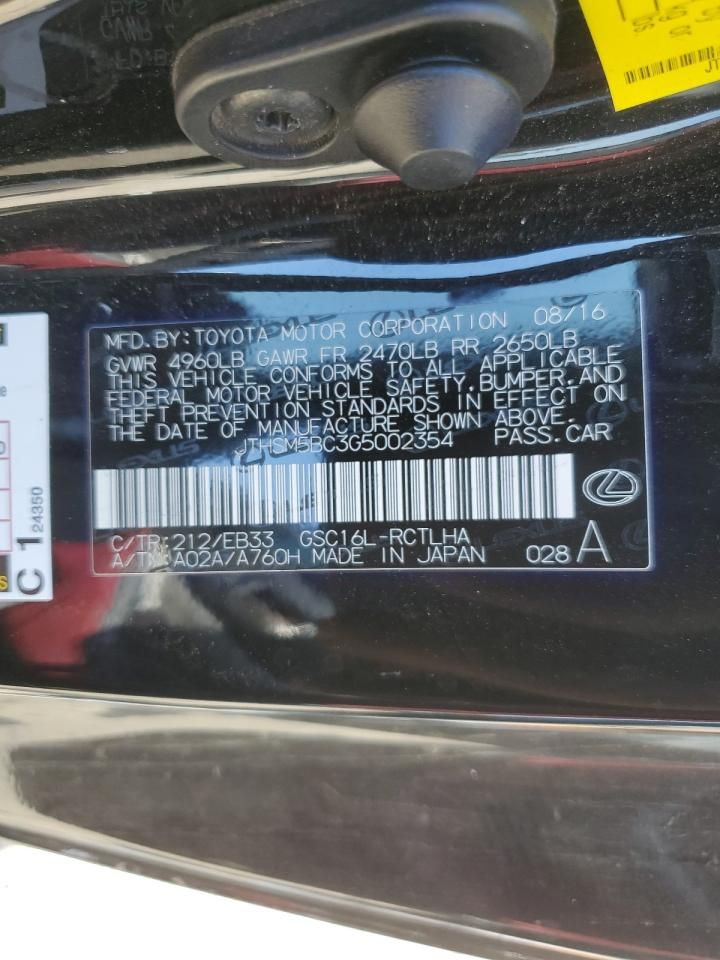 JT
MFD. BY: TOYOTA MOTOR CORPORATION 08/16
GVWR 4960LB GAWR FR 2470LB RR 2650LB
THIS VEHICLE CONFORMS TO ALL APPLICABLE
FEDERAL MOTOR VEHICLE SAFETY, BUMPER, AND
THEFT PREVENTION STANDARDS IN EFFECT ON
THE DATE OF MANUFACTURE SHOWN ABOVE.
JTHSM5BC3G5002354 PASS. CAR
C/TR: 212/EB33 GSC16L-RCTLHA
A/TM: A02A/A760H MADE IN JAPAN 028 A
C 1 24350